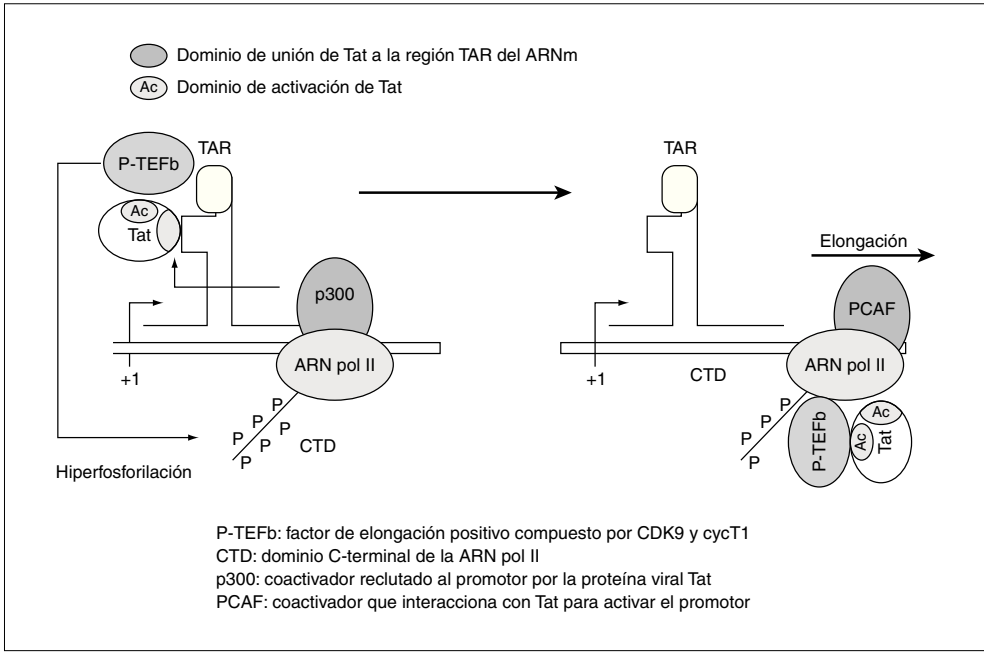 Dominio de unión de Tat a la región TAR del ARNm
Ac Dominio de activación de Tat
TAR
P-TEFb
Ac
Tat
p300
ARN pol II
+1
P
P
P
P
P
P
P
CTD
Hiperfosforilación
TAR
Elongación
PCAF
ARN pol II
+1
CTD
P
P
P
P
P-TEFb
Ac
Ac
Tat
P-TEFb: factor de elongación positivo compuesto por CDK9 y cycT1
CTD: dominio C-terminal de la ARN pol II
p300: coactivador reclutado al promotor por la proteína viral Tat
PCAF: coactivador que interacciona con Tat para activar el promotor